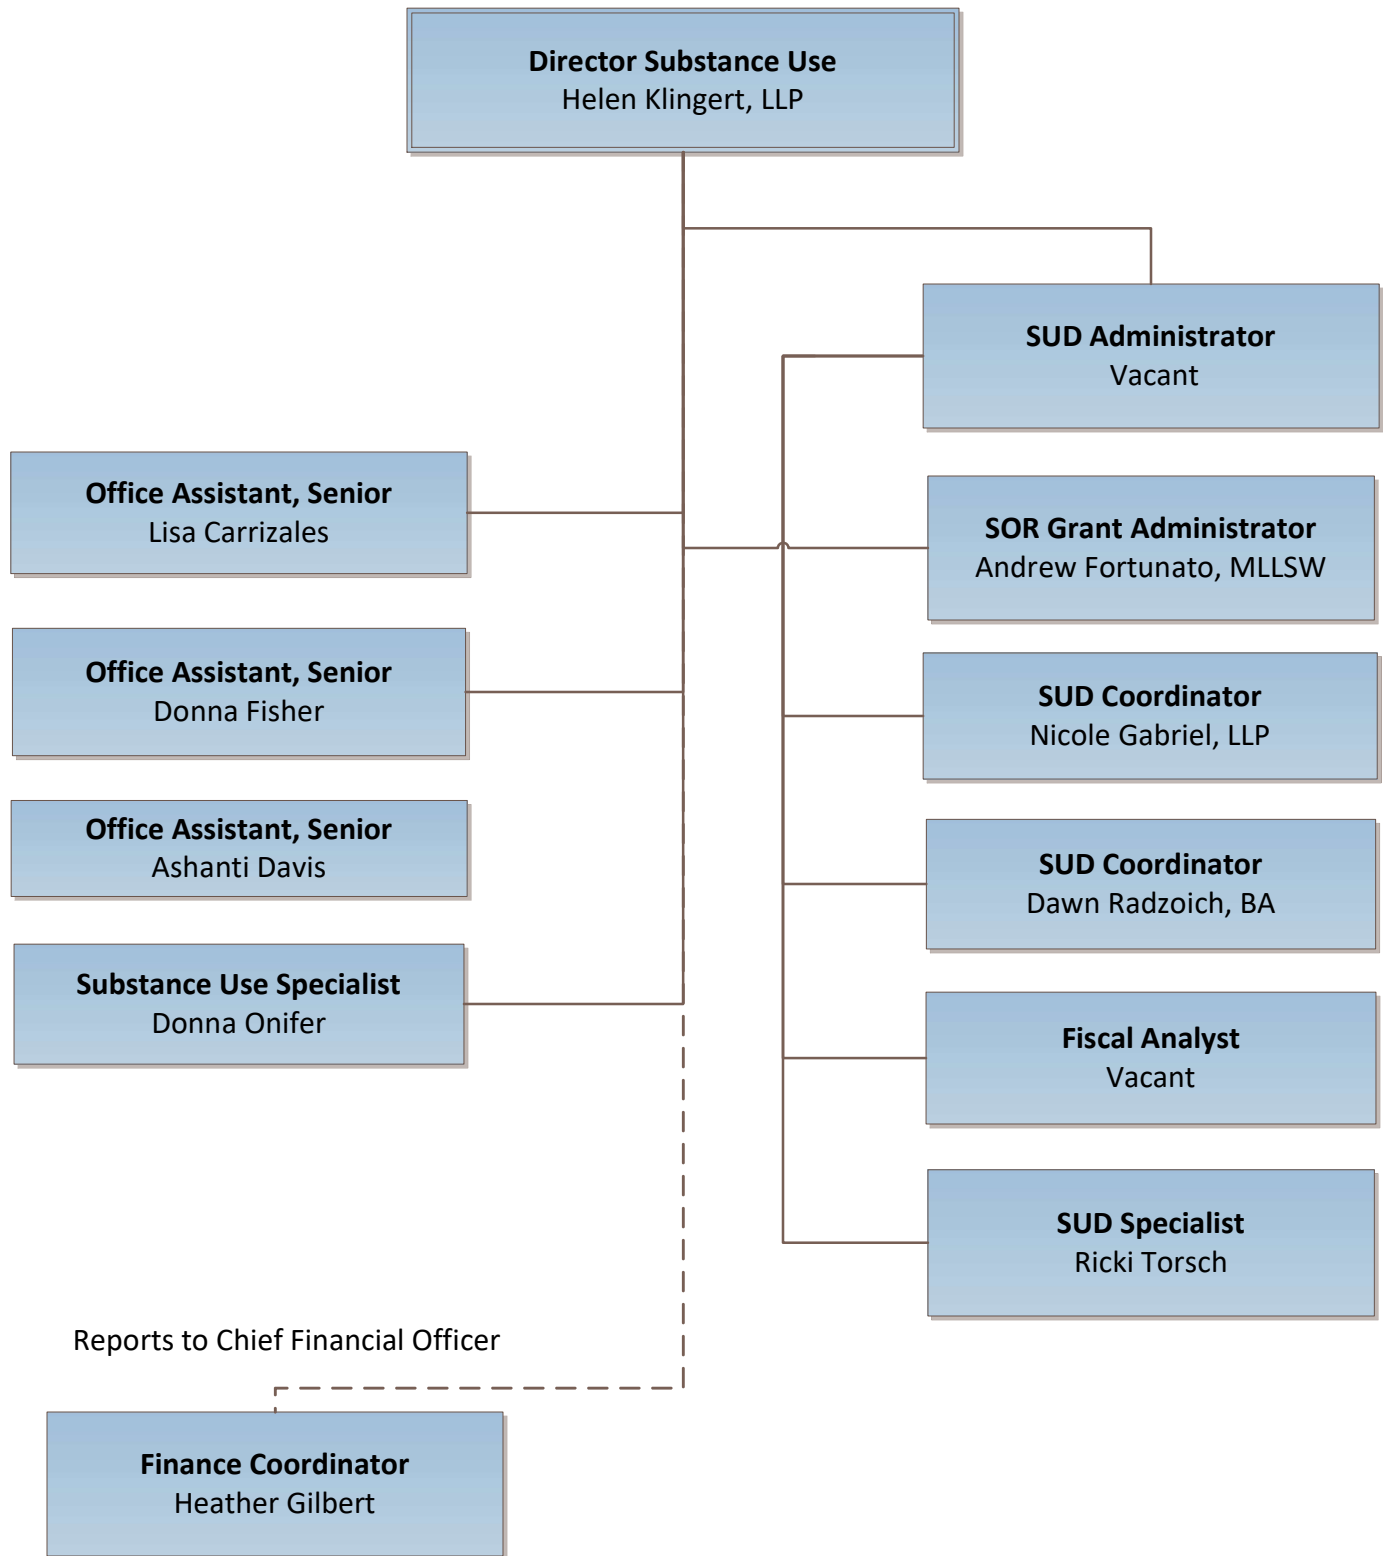 Director Substance Use
Helen Klingert, LLP
SUD Administrator
Vacant
Office Assistant, Senior
Lisa Carrizales
SOR Grant Administrator
Andrew Fortunato, MLLSW
Office Assistant, Senior
Donna Fisher
SUD Coordinator
Nicole Gabriel, LLP
Office Assistant, Senior
Ashanti Davis
SUD Coordinator
Dawn Radzoich, BA
Substance Use Specialist
Donna Onifer
Fiscal Analyst
Vacant
SUD Specialist
Ricki Torsch
Reports to Chief Financial Officer
Finance Coordinator
Heather Gilbert